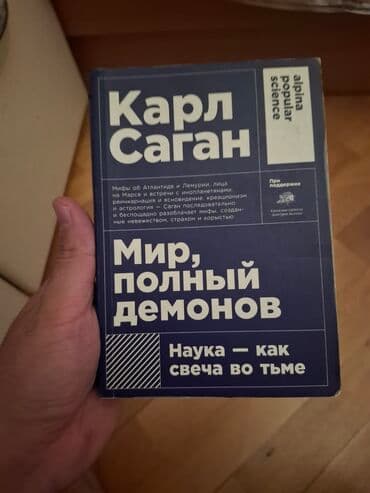 Карл
Саган
alpina
popular
science
Мифы об Атлантиде и Лемурии, лица
на Марсе и встречи с инопланетянами,
реинкарнация и ясновидение, креационизм
и астрология — Саган последовательно
и беспощадно разоблачает мифы, создан-
ные невежеством, страхом и корыстью
При
поддержке
Мир,
полный
демонов
Наука — как
свеча во тьме